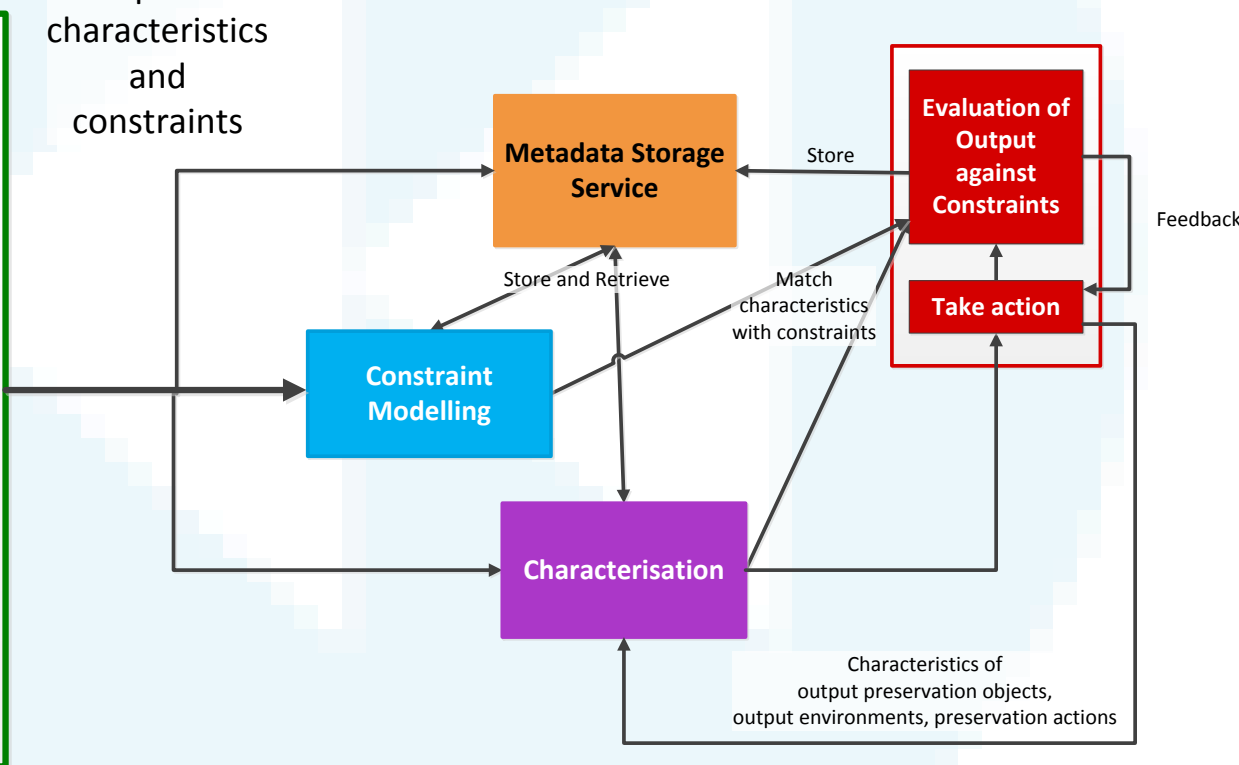 characteristics
and
constraints
Metadata Storage
Service
Store
Evaluation of
Output
against
Constraints
Feedback
Store and Retrieve
Match
characteristics
with constraints
Take action
Constraint
Modelling
Characterisation
Characteristics of
output preservation objects,
output environments, preservation actions